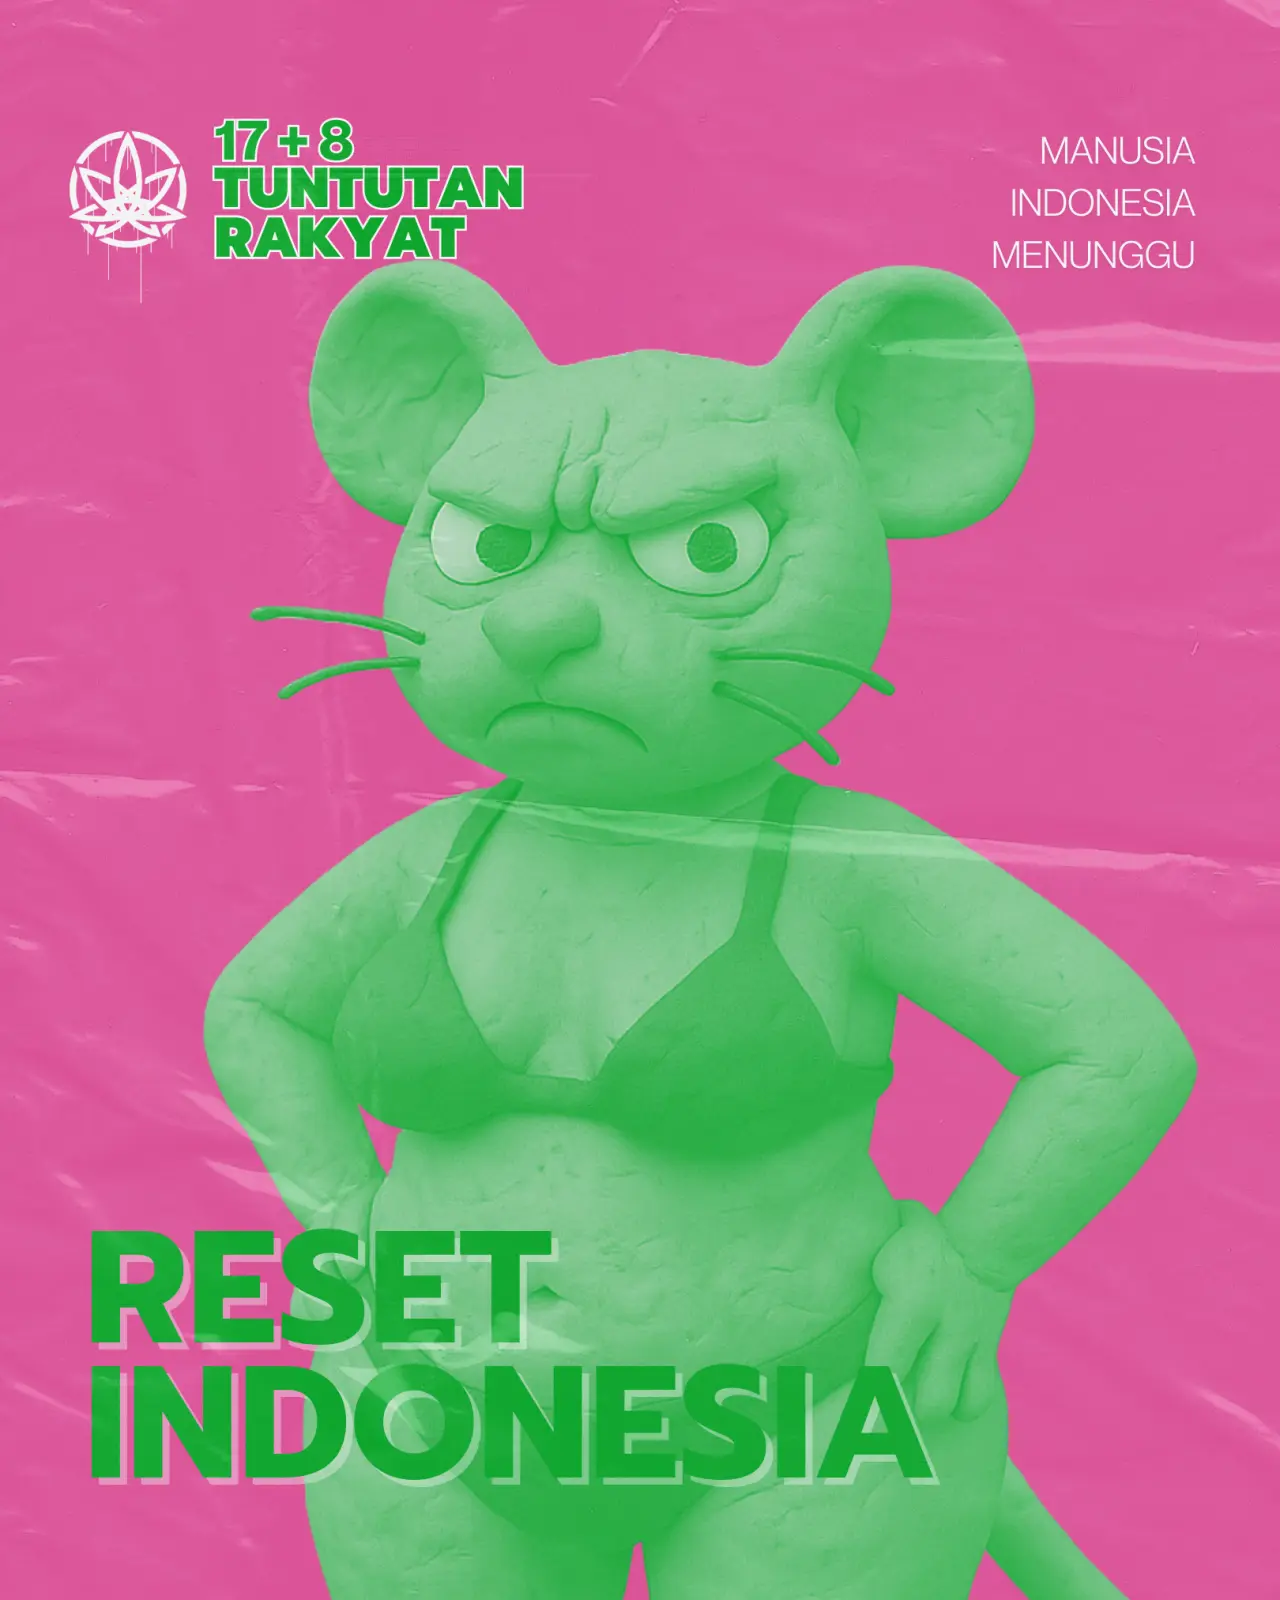 17 + 8
TUNTUTAN
RAKYAT
MANUSIA
INDONESIA
MENUNGGU
RESET
INDONESIA